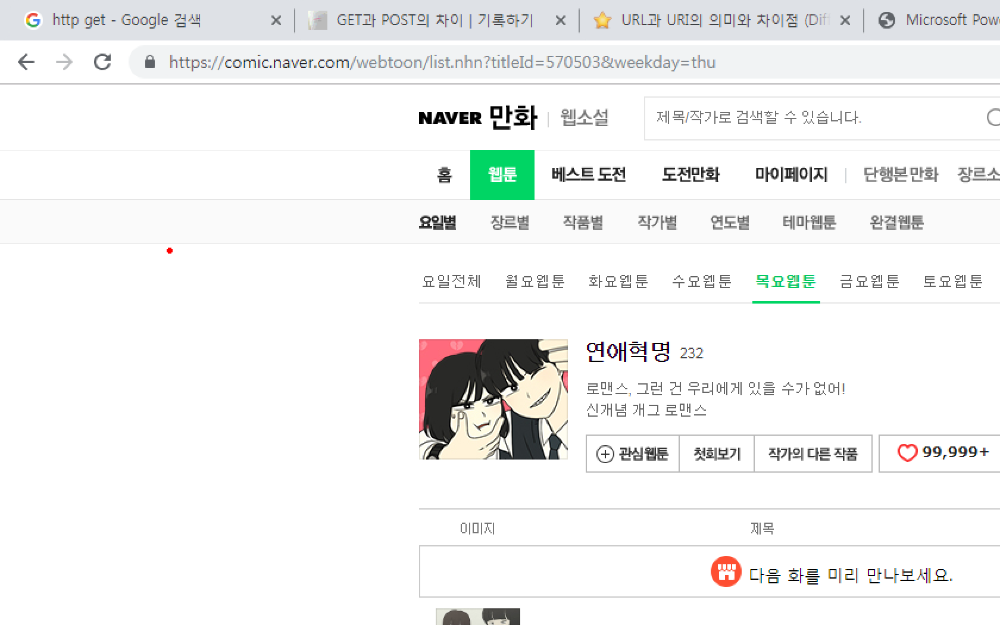 http get - Google 검색
GET과 POST의 차이 | 기록하기
URL과 URI의 의미와 차이점 (Diff
Microsoft Pow
https://comic.naver.com/webtoon/list.nhn?titleId=570503&weekday=thu
NAVER 만화 | 웹소설
제목/작가로 검색할 수 있습니다.
홈 웹툰 베스트 도전 도전만화 마이페이지 | 단행본만화 장르소
요일별 장르별 작품별 작가별 연도별 테마웹툰 완결웹툰
요일전체 월요웹툰 화요웹툰 수요웹툰 목요웹툰 금요웹툰 토요웹툰
연애혁명 232
로맨스, 그런 건 우리에게 있을 수가 없어!
신개념 개그 로맨스
관심웹툰 첫회보기 작가의 다른 작품 99,999+
이미지 제목
다음 화를 미리 만나보세요.